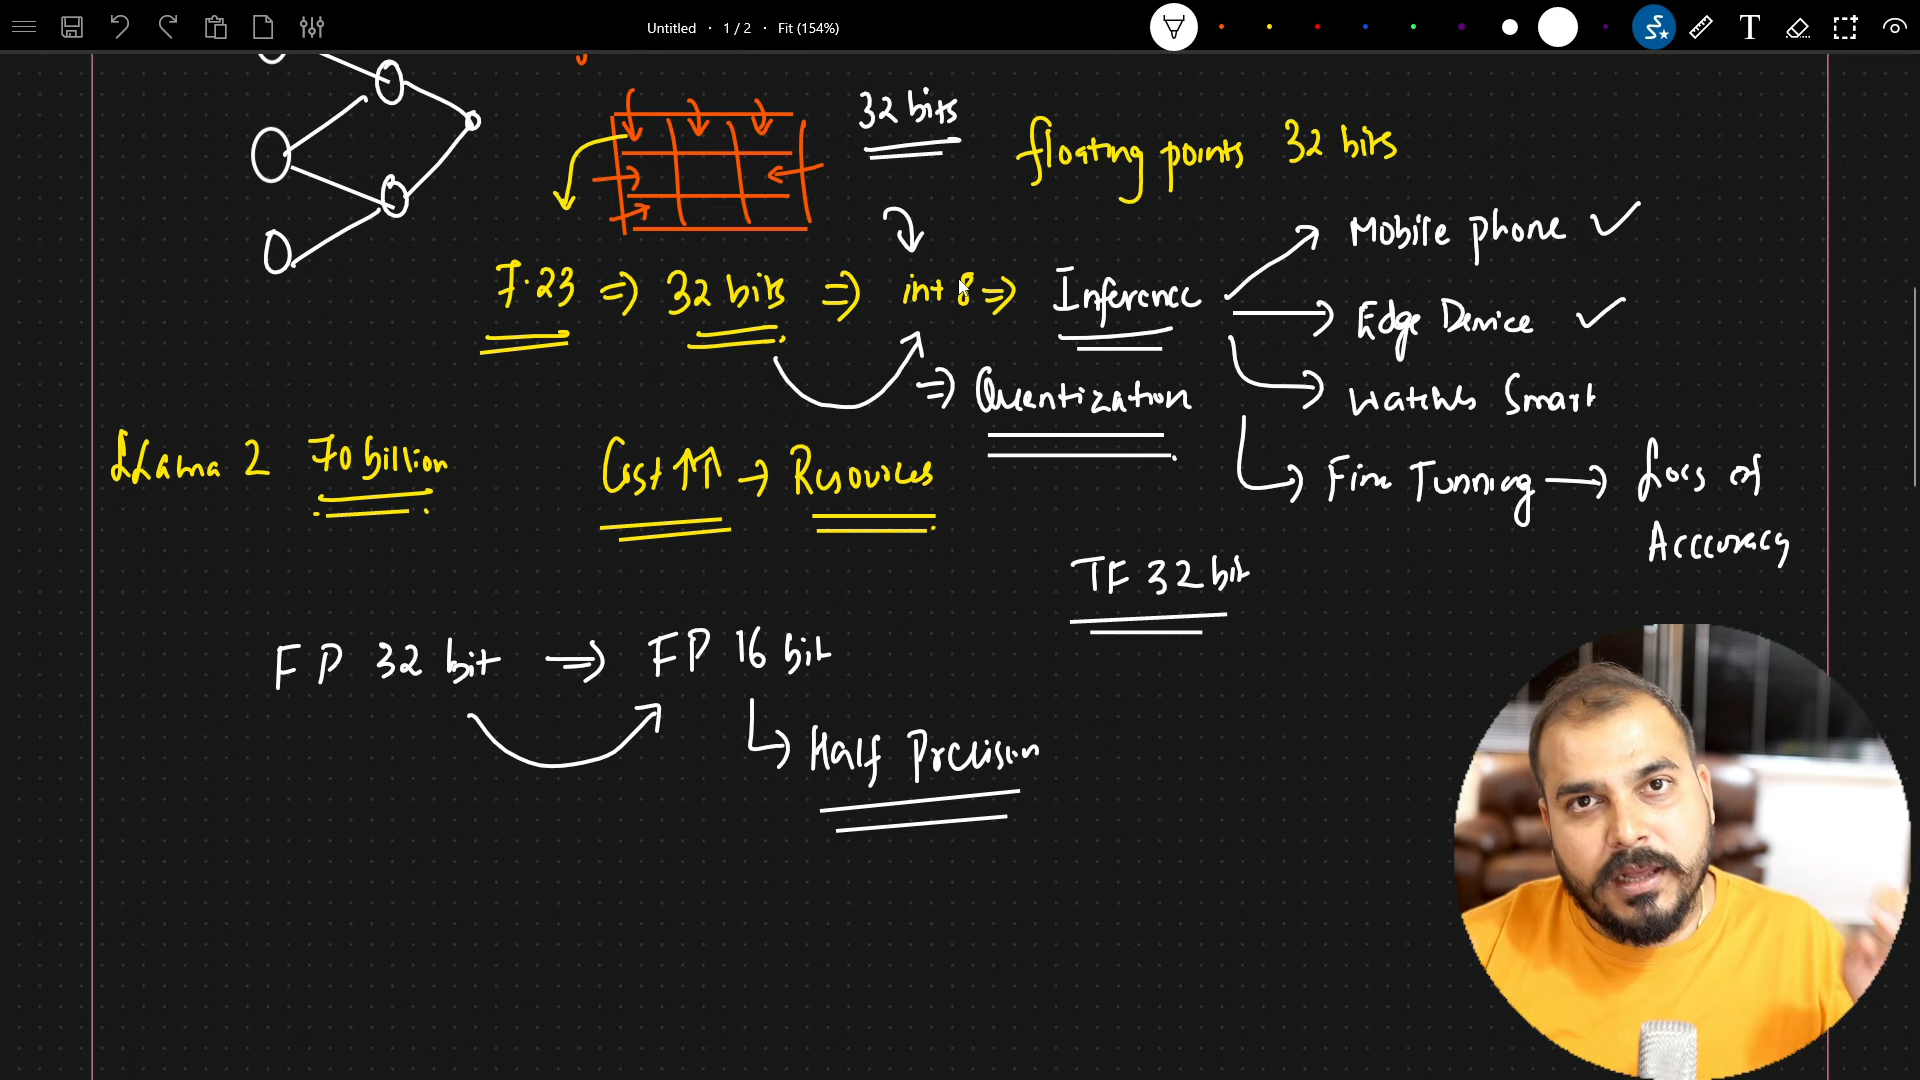 Untitled · 1 / 2 · Fit (154%)
T
32 bits
floating points 32 bits
Mobile phone ✓
7.23 => 32 bits => int 8 => Inference
Edge Device ✓
=> Quantization
Watches Smart
LLama 2 70 billion
Cost ↑↑ → Resources
Fine Tunning → Loss of
Acccuracy
TF 32 bit
FP 32 bit => FP 16 bit
Half Precision